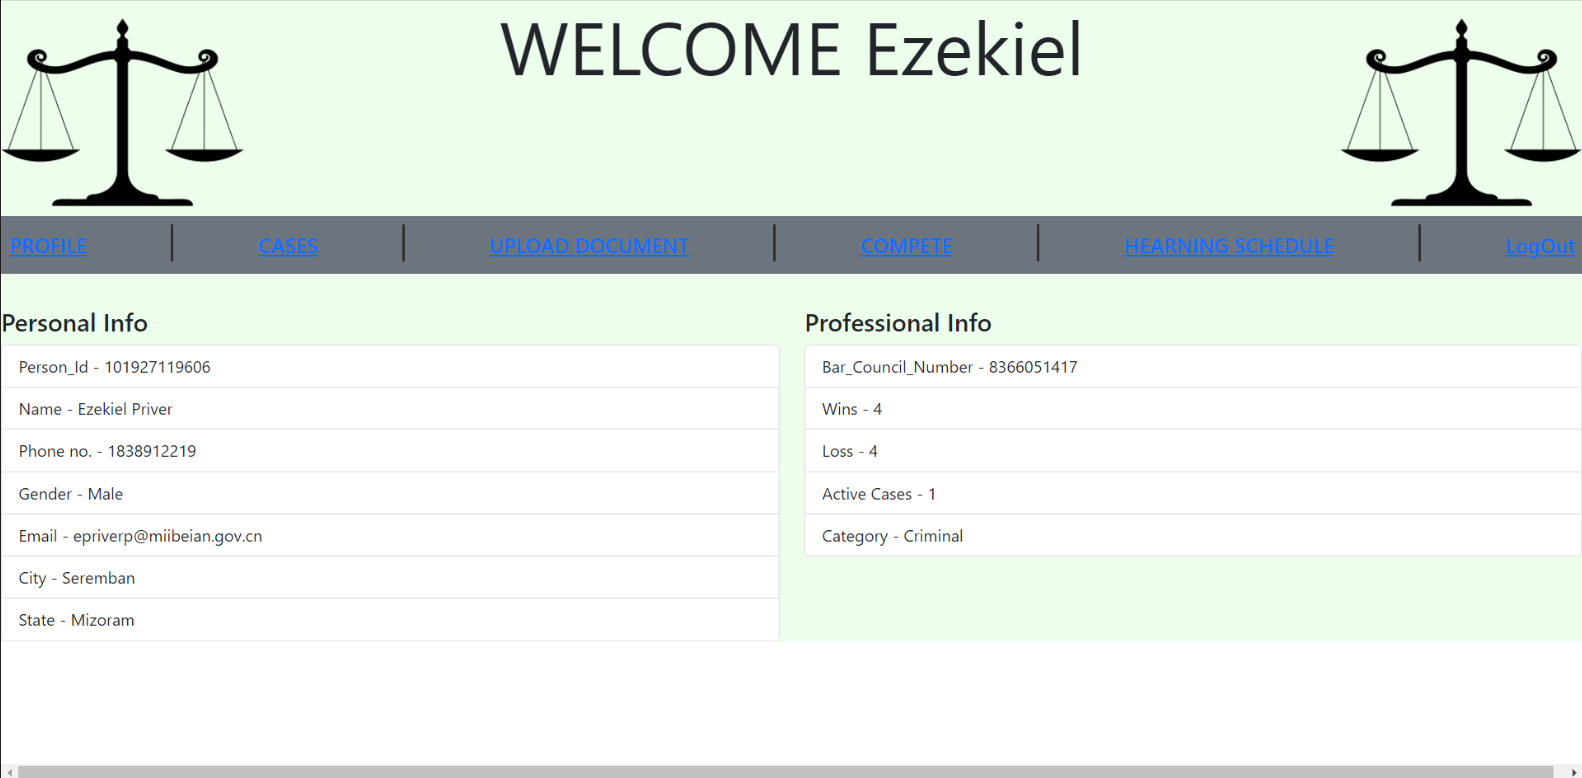 WELCOME Ezekiel
PROFILE
CASES
UPLOAD DOCUMENT
COMPETE
HEARNING SCHEDULE
LogOut
Personal Info
Person_Id - 101927119606
Name - Ezekiel Priver
Phone no. - 1838912219
Gender - Male
Email - epriverp@miibeian.gov.cn
City - Seremban
State - Mizoram
Professional Info
Bar_Council_Number - 8366051417
Wins - 4
Loss - 4
Active Cases - 1
Category - Criminal